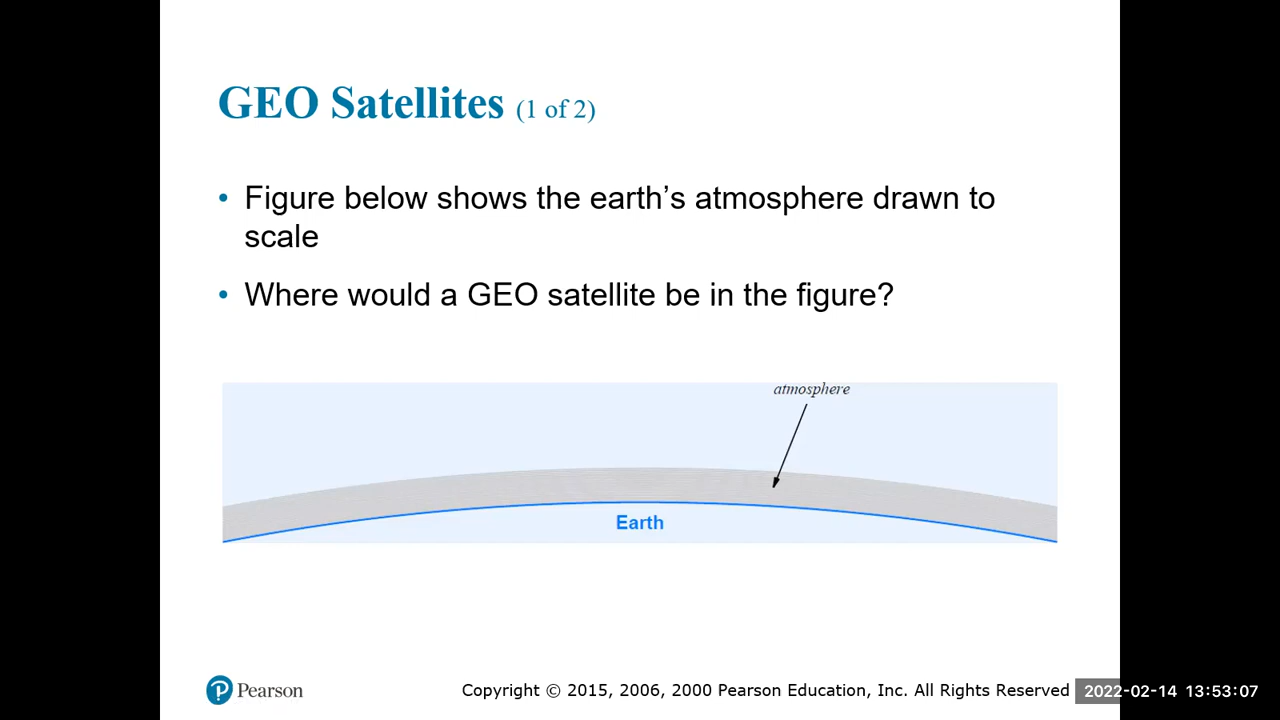 GEO Satellites (1 of 2)
• Figure below shows the earth’s atmosphere drawn to
scale
• Where would a GEO satellite be in the figure?
atmosphere
Earth
Pearson
Copyright © 2015, 2006, 2000 Pearson Education, Inc. All Rights Reserved
2022-02-14 13:53:07